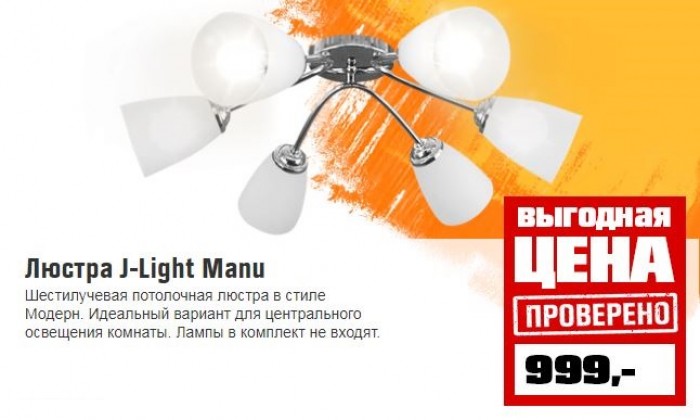 Люстра J-Light Manu
Шестилучевая потолочная люстра в стиле
Модерн. Идеальный вариант для центрального
освещения комнаты. Лампы в комплект не входят.
выгодная
ЦЕНА
ПРОВЕРЕНО
999,-